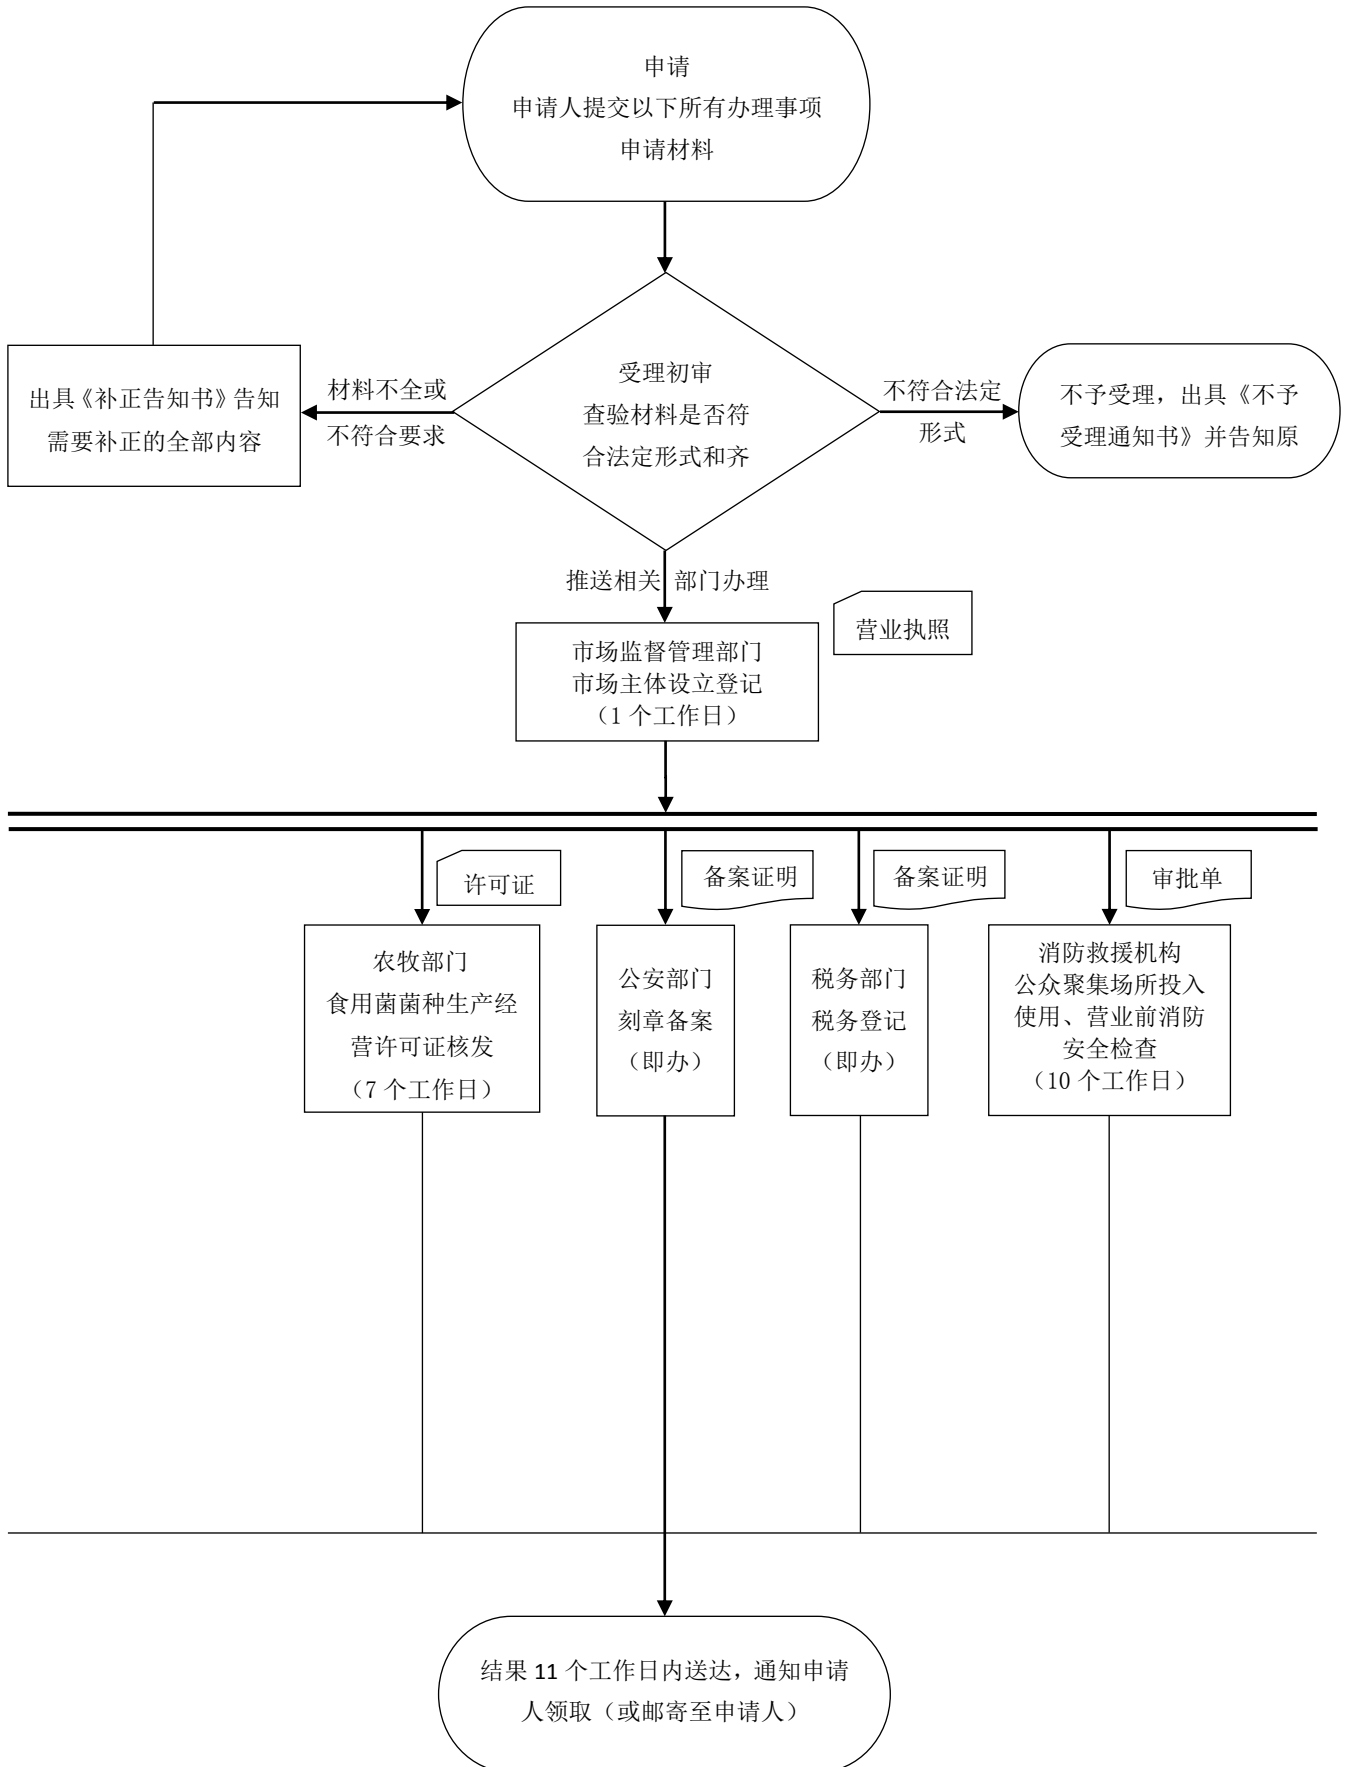 申请
申请人提交以下所有办理事项
申请材料
出具《补正告知书》告知
需要补正的全部内容
材料不全或
不符合要求
受理初审
查验材料是否符
合法定形式和齐
不符合法定
形式
不予受理，出具《不予
受理通知书》并告知原
推送相关 部门办理
营业执照
市场监督管理部门
市场主体设立登记
（1 个工作日）
许可证
备案证明
备案证明
审批单
农牧部门
食用菌菌种生产经
营许可证核发
（7 个工作日）
公安部门
刻章备案
（即办）
税务部门
税务登记
（即办）
消防救援机构
公众聚集场所投入
使用、营业前消防
安全检查
（10 个工作日）
结果 11 个工作日内送达，通知申请
人领取（或邮寄至申请人）